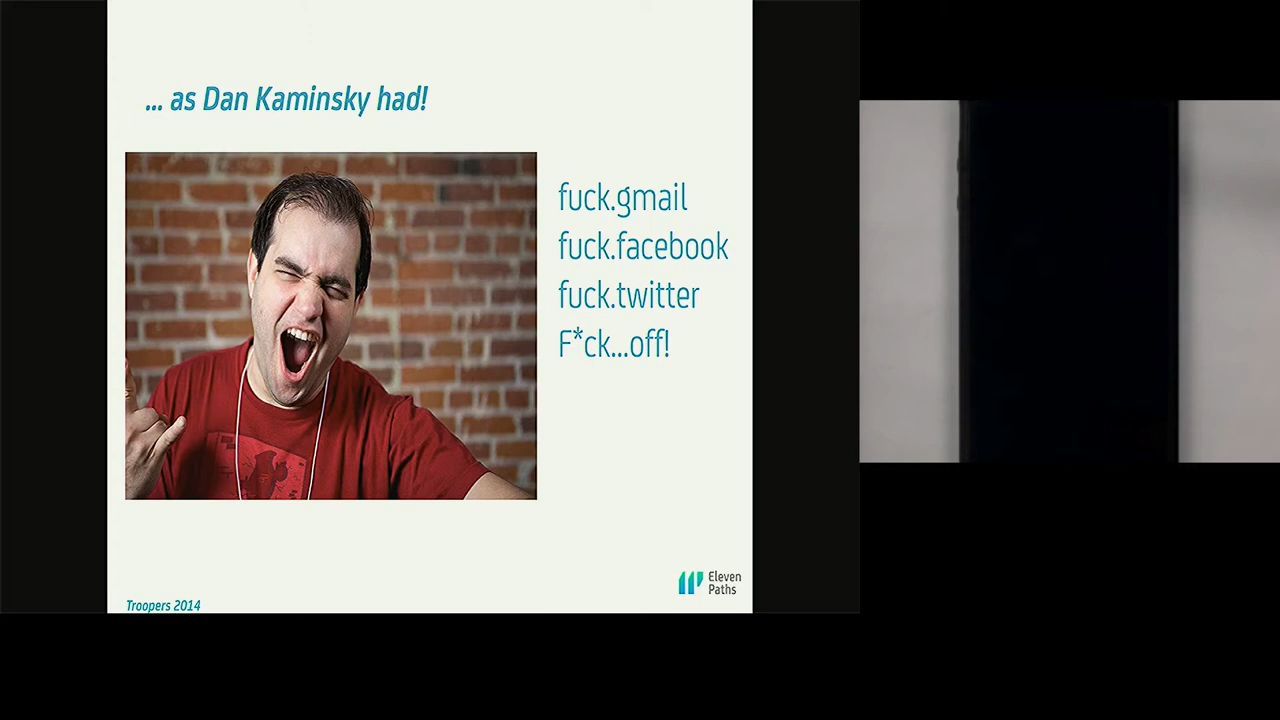 ... as Dan Kaminsky had!
fuck.gmail
fuck.facebook
fuck.twitter
F*ck...off!
Eleven
Paths
Troopers 2014